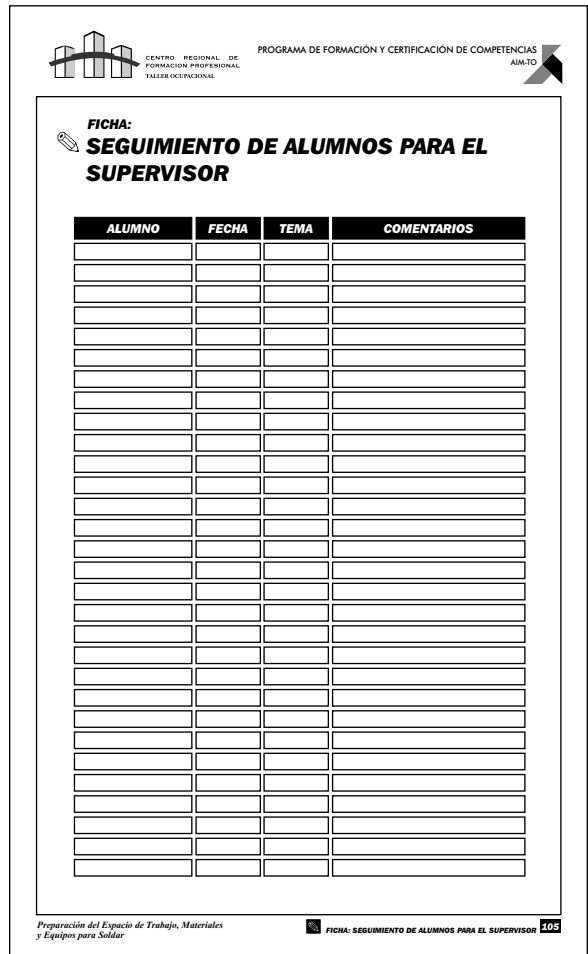 CENTRO REGIONAL DE
FORMACION PROFESIONAL
TALLER OCUPACIONAL
PROGRAMA DE FORMACIÓN Y CERTIFICACIÓN DE COMPETENCIAS
AIM-TO
FICHA:
SEGUIMIENTO DE ALUMNOS PARA EL
SUPERVISOR
ALUMNO FECHA TEMA COMENTARIOS
Preparación del Espacio de Trabajo, Materiales
y Equipos para Soldar
FICHA: SEGUIMIENTO DE ALUMNOS PARA EL SUPERVISOR 105